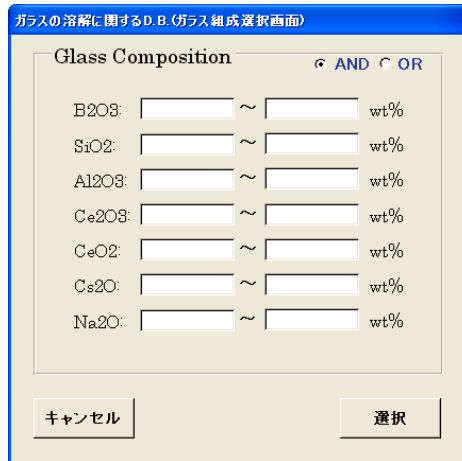 ガラスの溶解に関するD.B.(ガラス組成選択画面)
Glass Composition AND OR
B2O3: ～ wt%
SiO2: ～ wt%
Al2O3: ～ wt%
Ce2O3: ～ wt%
CeO2: ～ wt%
Cs2O: ～ wt%
Na2O: ～ wt%
キャンセル 選択